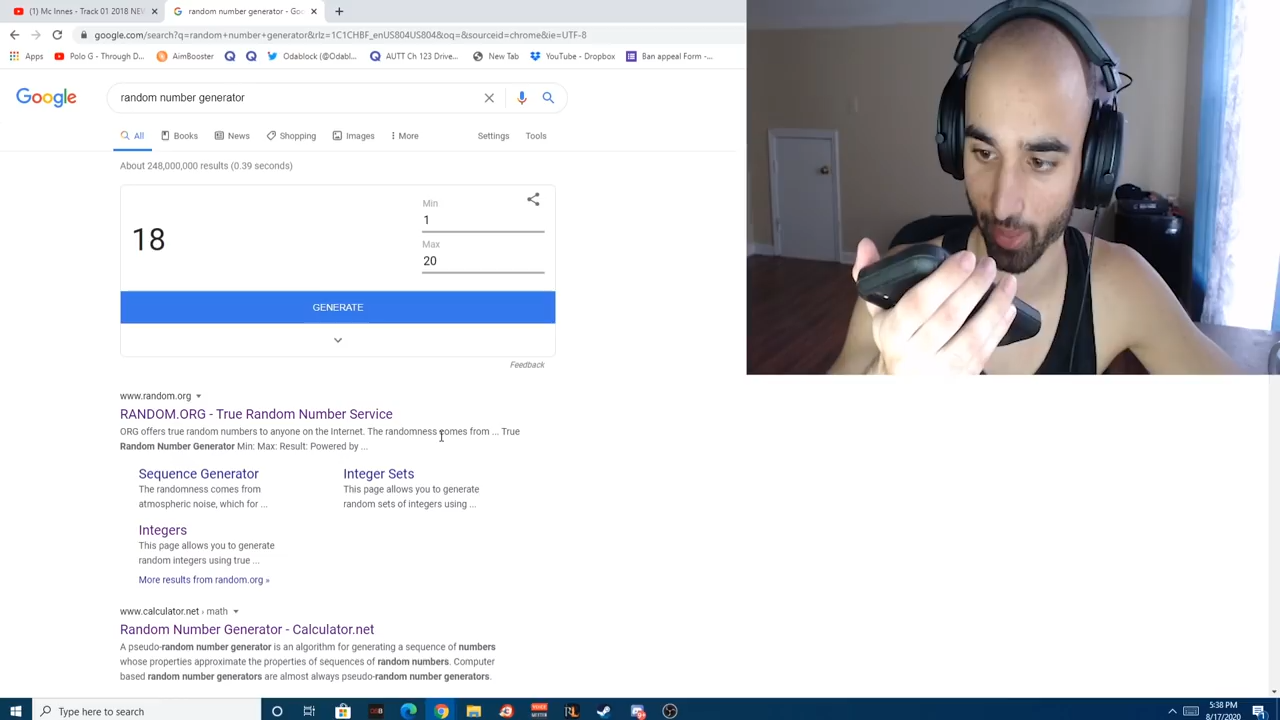 (1) Mc Innes - Track 01 2018 NEW
random number generator - Goo
google.com/search?q=random+number+generator&rlz=1C1CHBF_enUS804US804&oq=&sourceid=chrome&ie=UTF-8
Apps
Polo G - Through D...
AimBooster
Odablock (@Odabl...
AUTT Ch 123 Drive...
New Tab
YouTube - Dropbox
Ban appeal Form -...
Google
random number generator
All
Books
News
Shopping
Images
More
Settings
Tools
About 248,000,000 results (0.39 seconds)
18
Min
1
Max
20
GENERATE
Feedback
www.random.org
RANDOM.ORG - True Random Number Service
ORG offers true random numbers to anyone on the Internet. The randomness comes from ... True
Random Number Generator Min: Max: Result: Powered by ...
Sequence Generator
The randomness comes from
atmospheric noise, which for ...
Integer Sets
This page allows you to generate
random sets of integers using ...
Integers
This page allows you to generate
random integers using true ...
More results from random.org »
www.calculator.net › math
Random Number Generator - Calculator.net
A pseudo-random number generator is an algorithm for generating a sequence of numbers
whose properties approximate the properties of sequences of random numbers. Computer
based random number generators are almost always pseudo-random number generators.
Type here to search
5:38 PM
8/17/2020